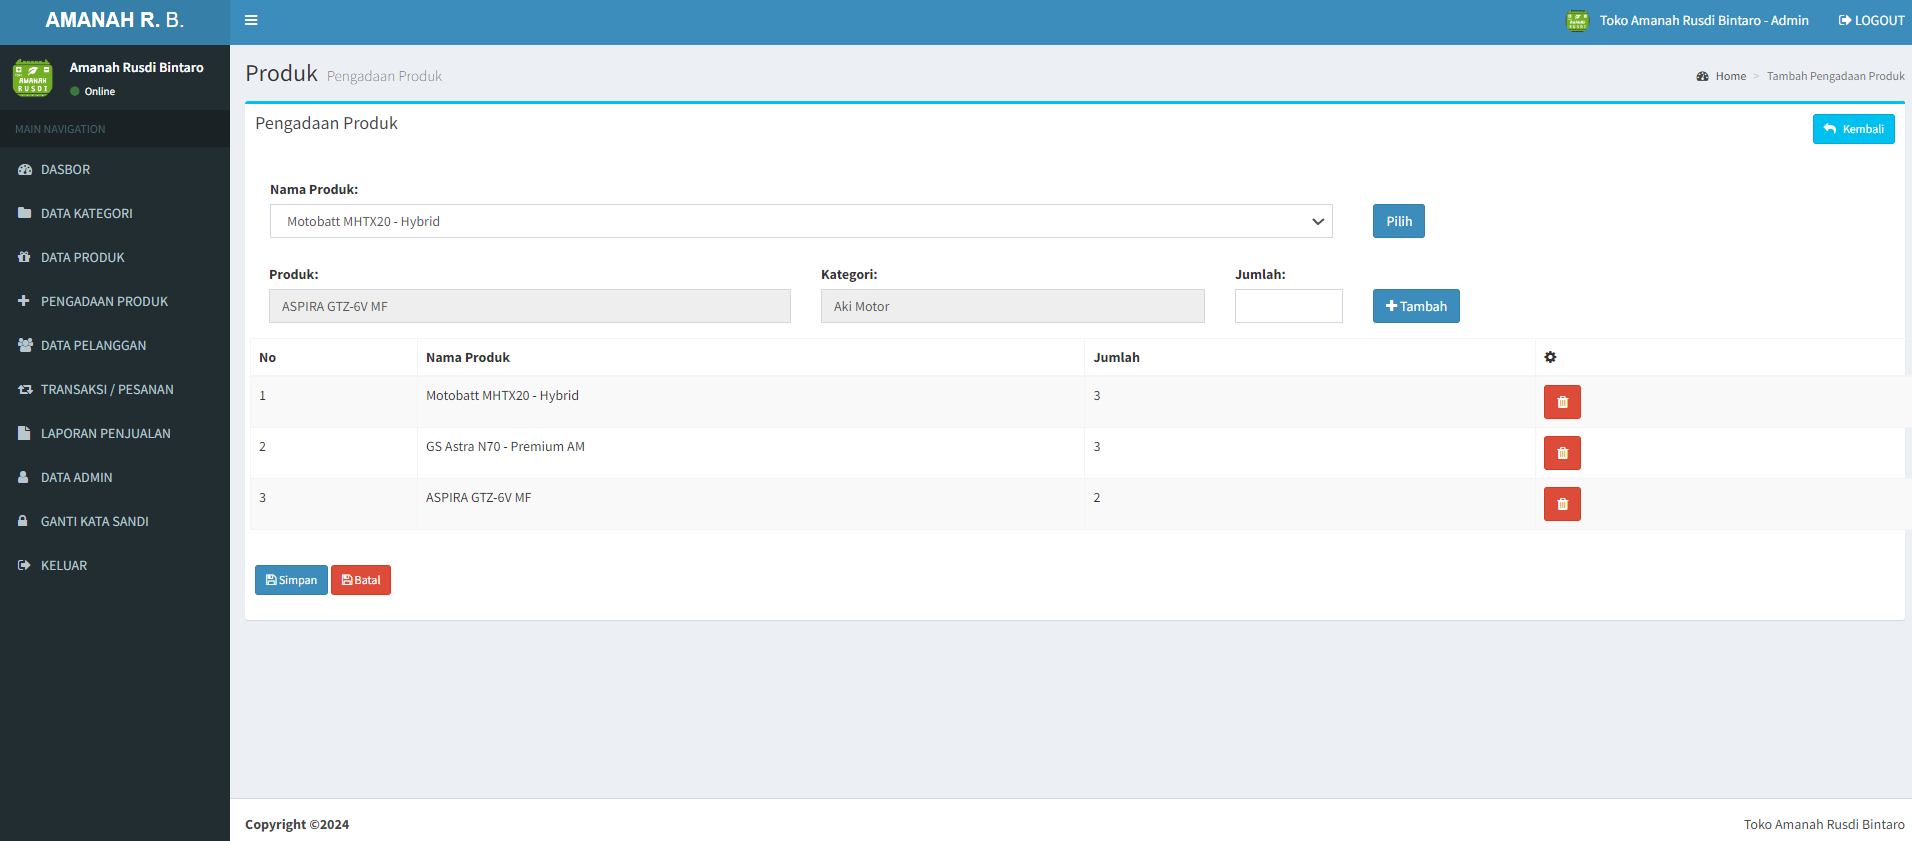 AMANAH R. B.
Toko Amanah Rusdi Bintaro - Admin
LOGOUT
AMANAH
RUSDI
Amanah Rusdi Bintaro
Online
MAIN NAVIGATION
DASBOR
DATA KATEGORI
DATA PRODUK
PENGADAAN PRODUK
DATA PELANGGAN
TRANSAKSI / PESANAN
LAPORAN PENJUALAN
DATA ADMIN
GANTI KATA SANDI
KELUAR
Produk Pengadaan Produk
Home > Tambah Pengadaan Produk
Pengadaan Produk
Kembali
Nama Produk:
Motobatt MHTX20 - Hybrid
Pilih
Produk: Kategori: Jumlah:
ASPIRA GTZ-6V MF Aki Motor Tambah
No Nama Produk Jumlah
1 Motobatt MHTX20 - Hybrid 3
2 GS Astra N70 - Premium AM 3
3 ASPIRA GTZ-6V MF 2
Simpan Batal
Copyright ©2024
Toko Amanah Rusdi Bintaro